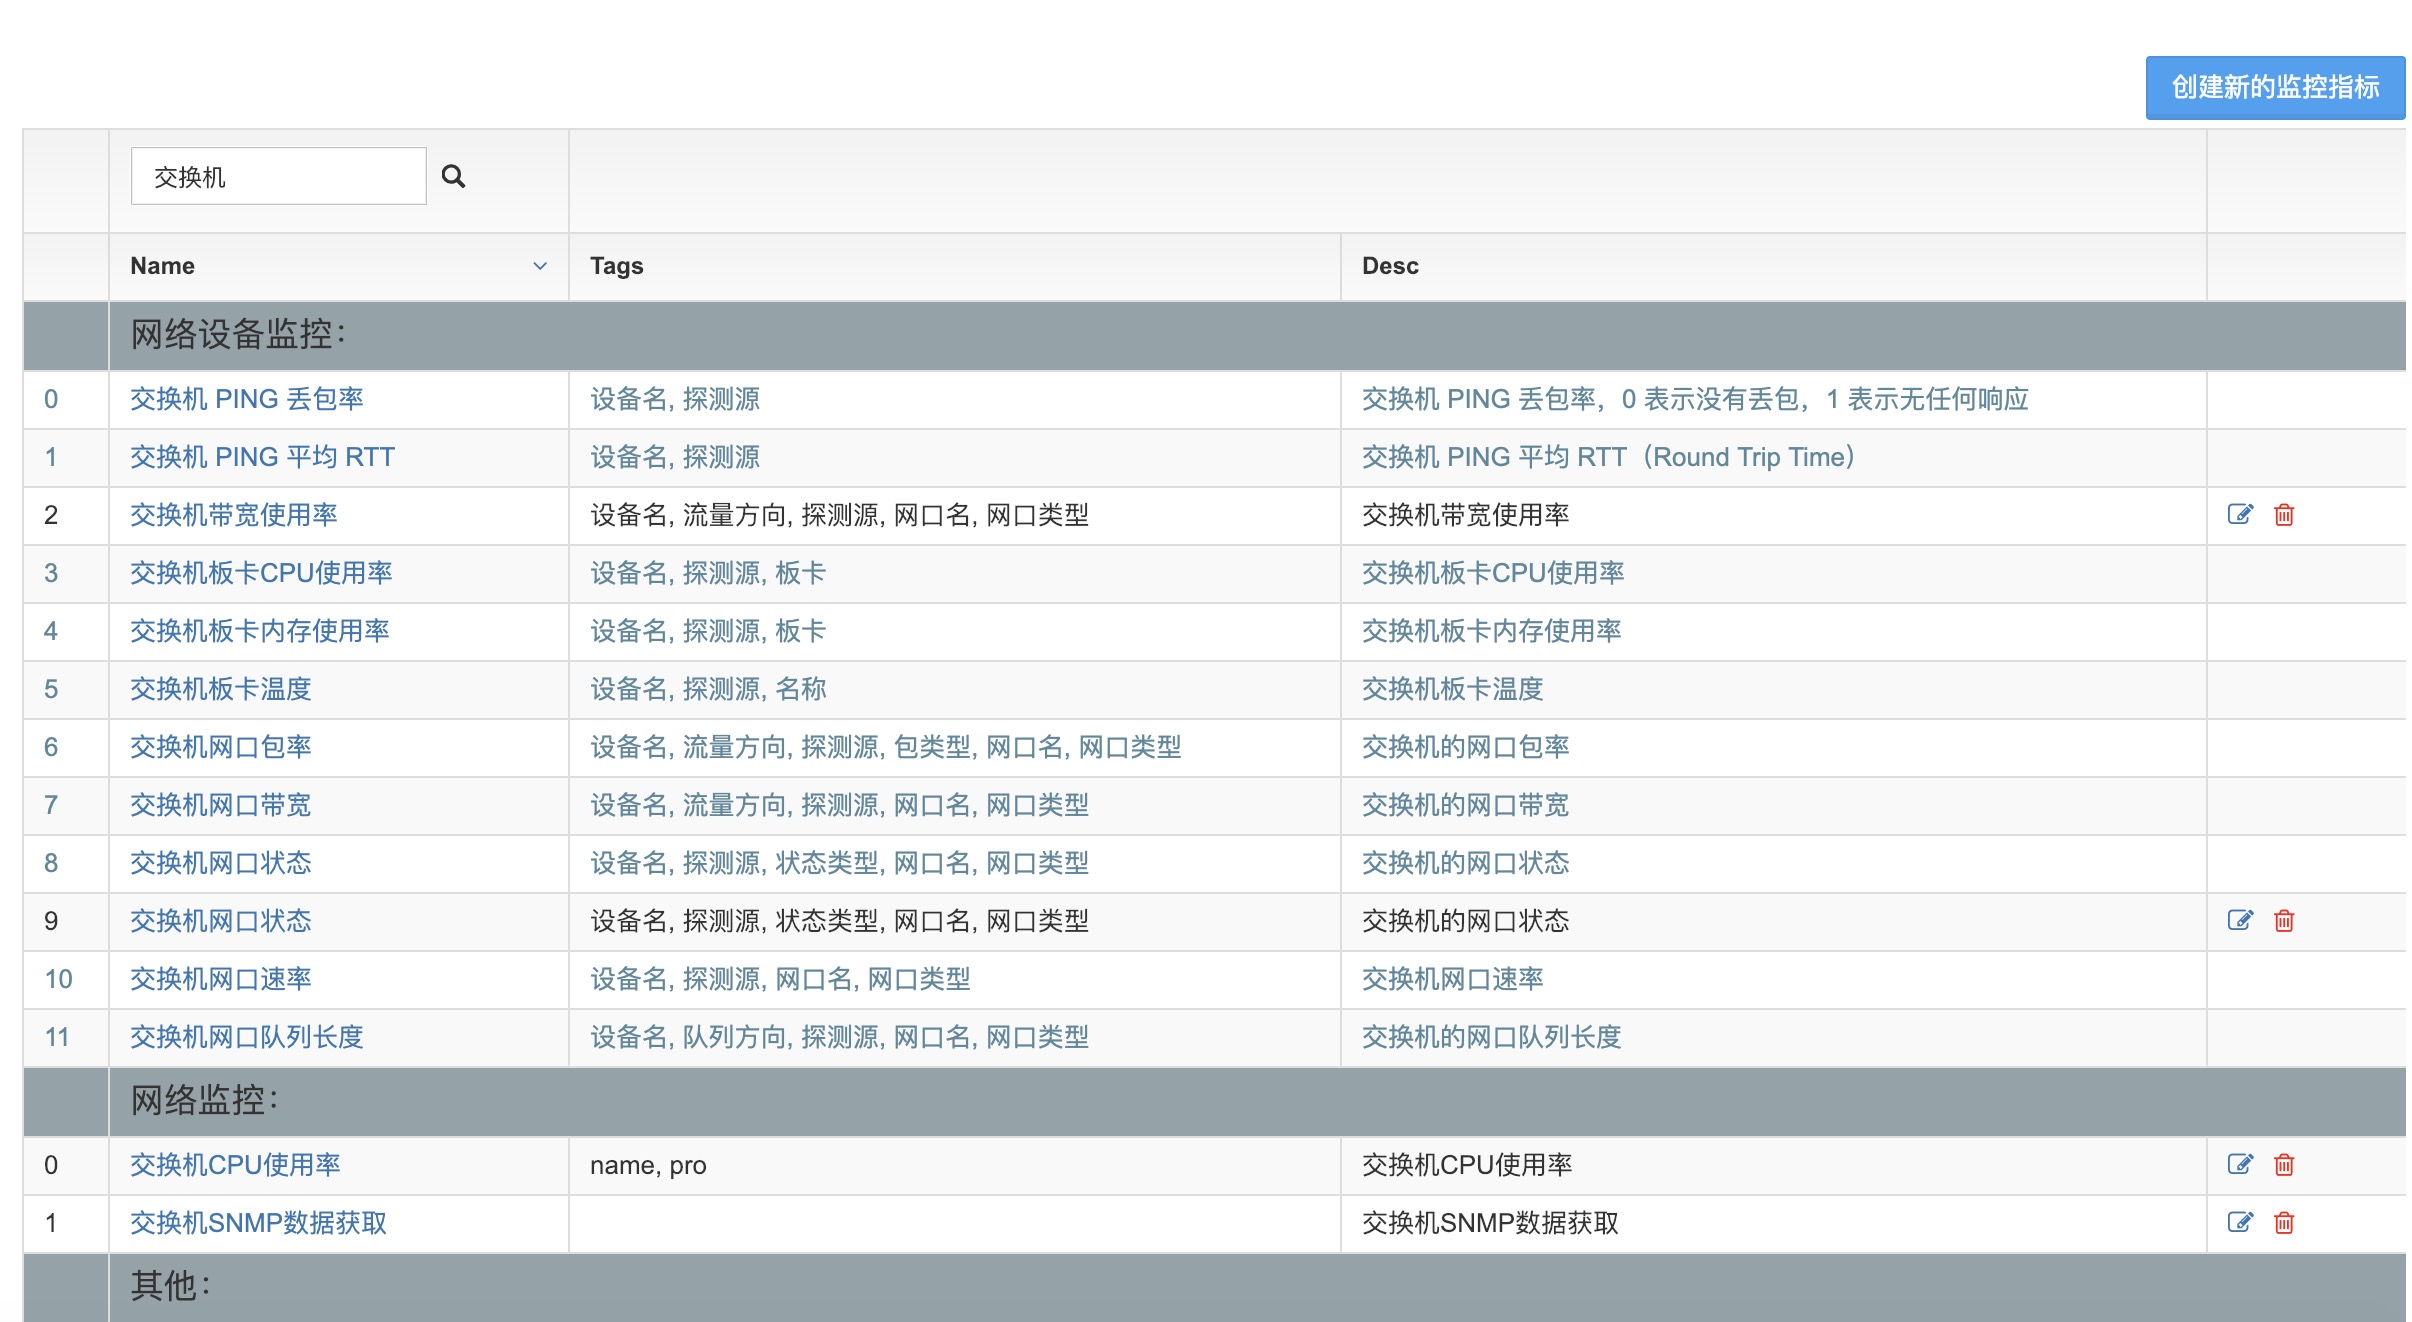 创建新的监控指标
交换机
Name Tags Desc
网络设备监控：
0 交换机 PING 丢包率 设备名, 探测源 交换机 PING 丢包率，0 表示没有丢包，1 表示无任何响应
1 交换机 PING 平均 RTT 设备名, 探测源 交换机 PING 平均 RTT（Round Trip Time）
2 交换机带宽使用率 设备名, 流量方向, 探测源, 网口名, 网口类型 交换机带宽使用率
3 交换机板卡CPU使用率 设备名, 探测源, 板卡 交换机板卡CPU使用率
4 交换机板卡内存使用率 设备名, 探测源, 板卡 交换机板卡内存使用率
5 交换机板卡温度 设备名, 探测源, 名称 交换机板卡温度
6 交换机网口包率 设备名, 流量方向, 探测源, 包类型, 网口名, 网口类型 交换机的网口包率
7 交换机网口带宽 设备名, 流量方向, 探测源, 网口名, 网口类型 交换机的网口带宽
8 交换机网口状态 设备名, 探测源, 状态类型, 网口名, 网口类型 交换机的网口状态
9 交换机网口状态 设备名, 探测源, 状态类型, 网口名, 网口类型 交换机的网口状态
10 交换机网口速率 设备名, 探测源, 网口名, 网口类型 交换机网口速率
11 交换机网口队列长度 设备名, 队列方向, 探测源, 网口名, 网口类型 交换机的网口队列长度
网络监控：
0 交换机CPU使用率 name, pro 交换机CPU使用率
1 交换机SNMP数据获取 交换机SNMP数据获取
其他：